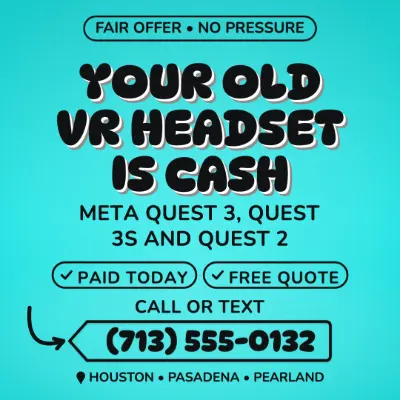 FAIR OFFER • NO PRESSURE
YOUR OLD
VR HEADSET
IS CASH
META QUEST 3, QUEST
3S AND QUEST 2
PAID TODAY
FREE QUOTE
CALL OR TEXT
(713) 555-0132
HOUSTON • PASADENA • PEARLAND